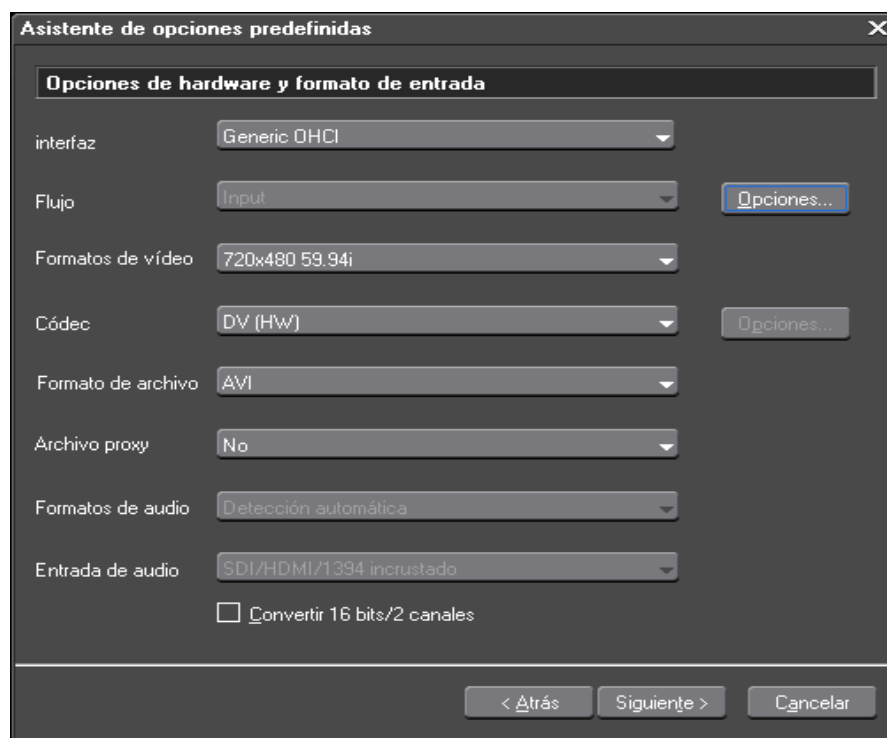 Asistente de opciones predefinidas
Opciones de hardware y formato de entrada
interfaz Generic OHCI
Flujo Input Opciones...
Formatos de vídeo 720x480 59.94i
Códec DV (HW) Opciones...
Formato de archivo AVI
Archivo proxy No
Formatos de audio Detección automática
Entrada de audio SDI/HDMI/1394 incrustado
Convertir 16 bits/2 canales
< Atrás Siguiente > Cancelar